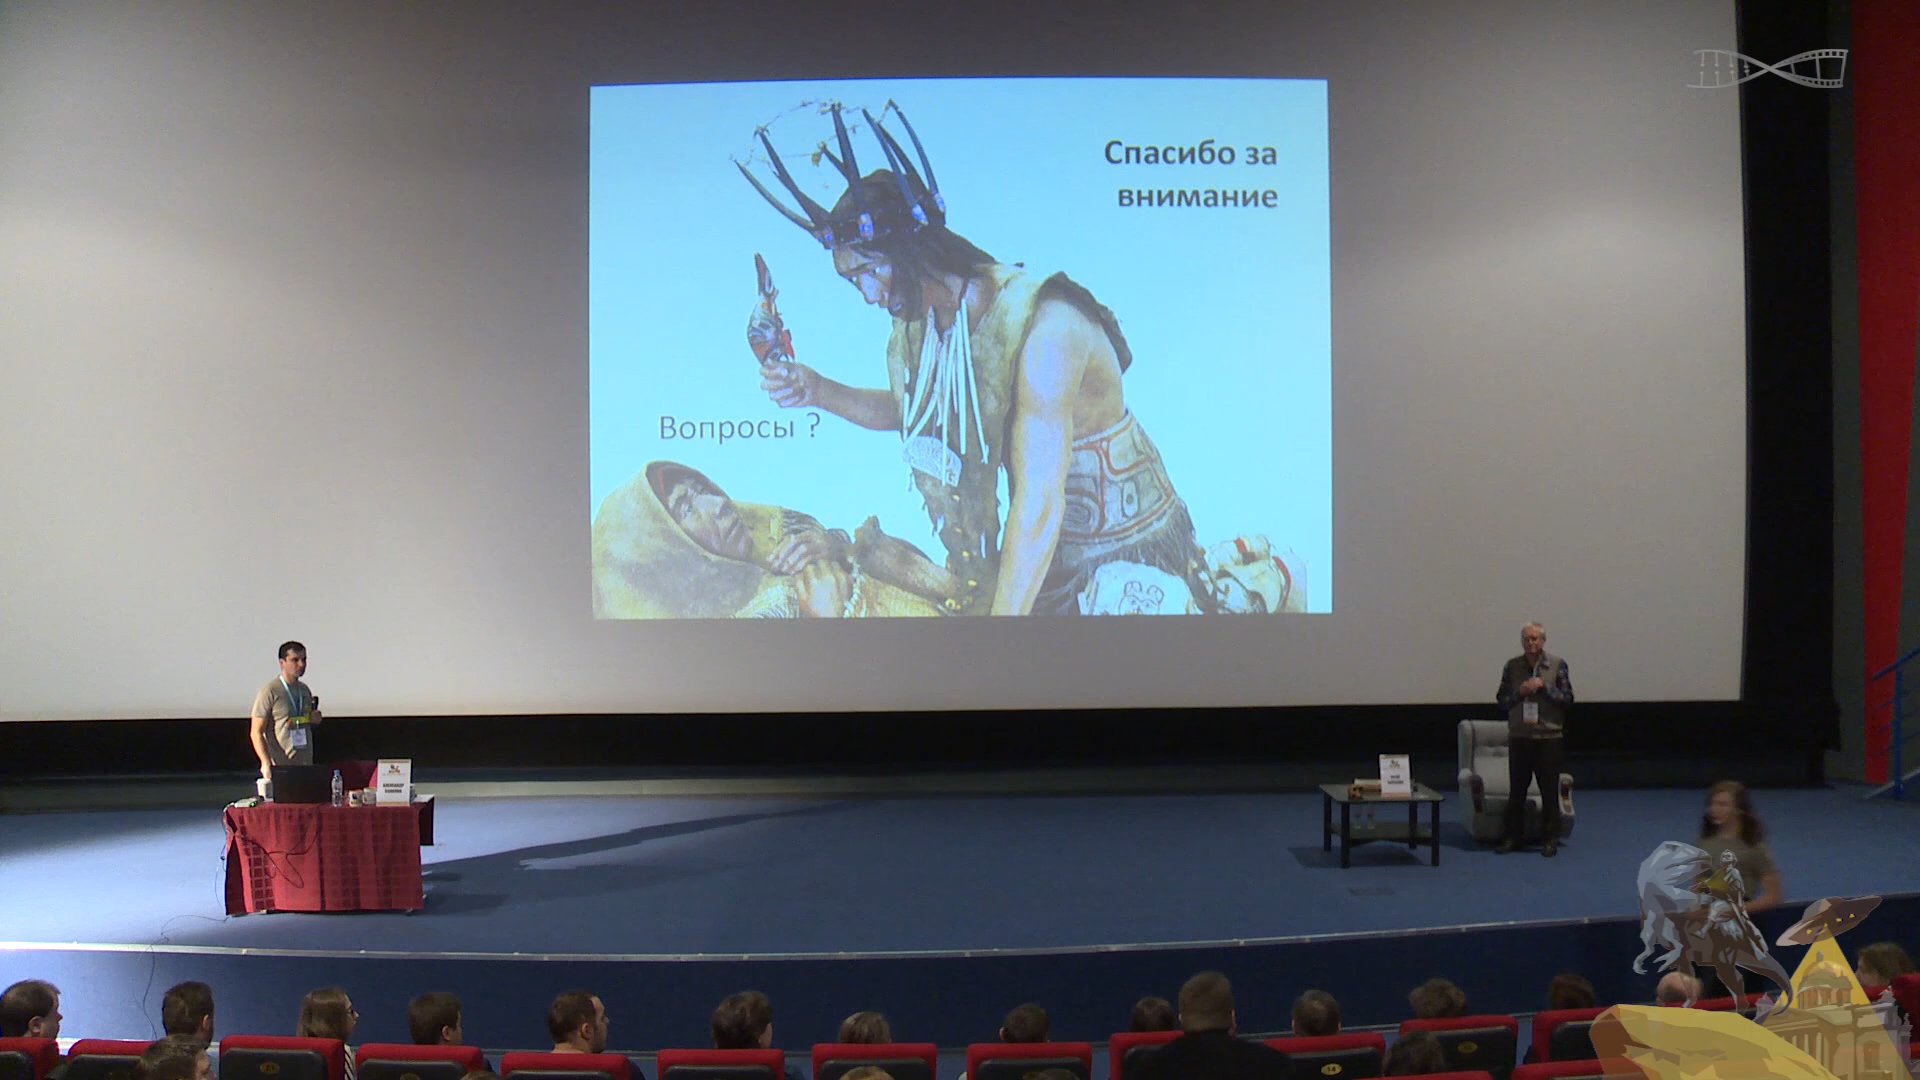 Спасибо за
внимание
Вопросы ?